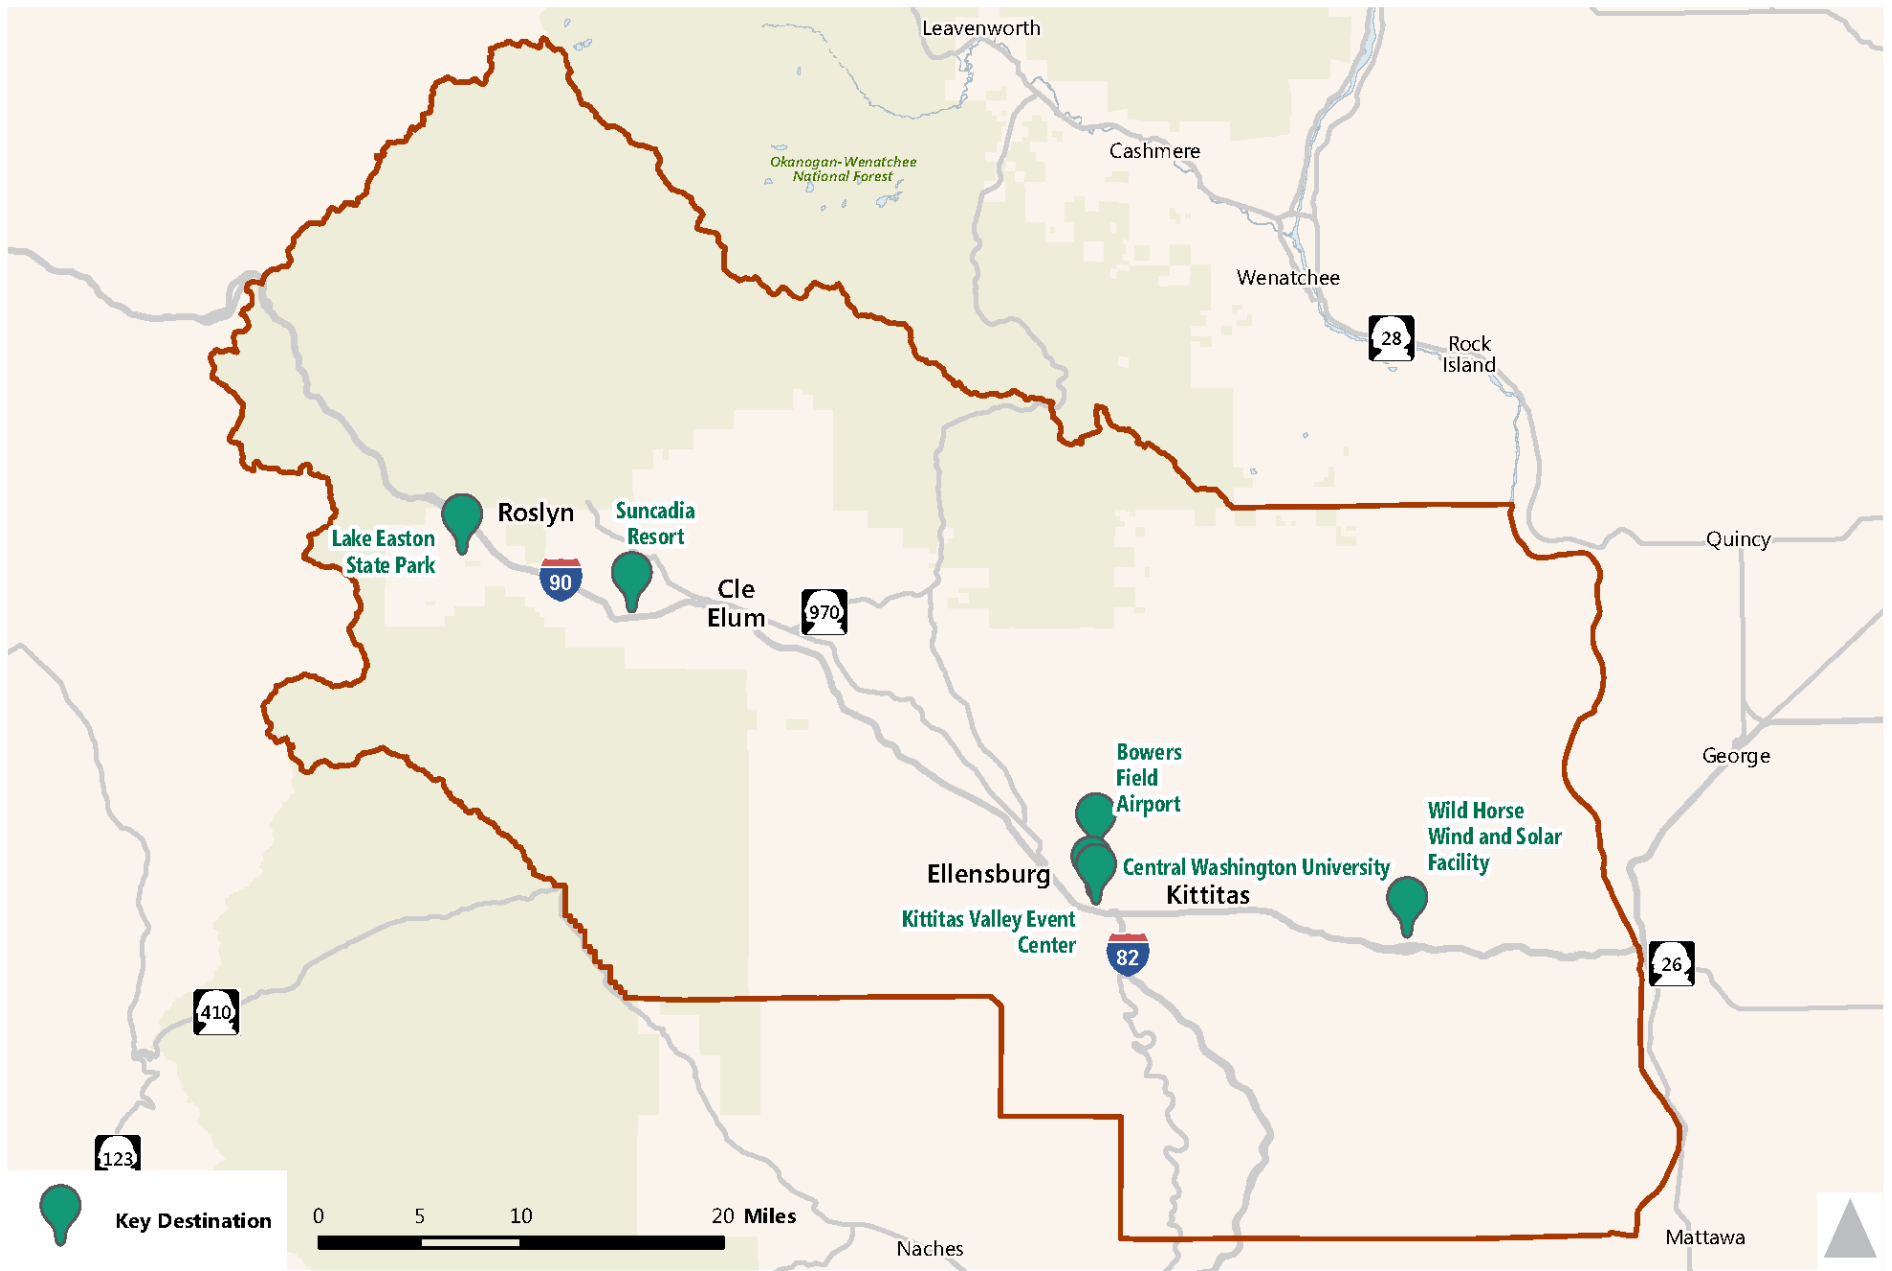 Leavenworth
Cashmere
Okanogan-Wenatchee
National Forest
Wenatchee
28
Rock
Island
Roslyn
Suncadia
Resort
Lake Easton
State Park
Quincy
90
Cle
Elum
970
Bowers
Field
Airport
George
Wild Horse
Wind and Solar
Facility
Ellensburg
Central Washington University
Kittitas
Kittitas Valley Event
Center
82
26
410
123
Key Destination
0 5 10 20 Miles
Naches
Mattawa